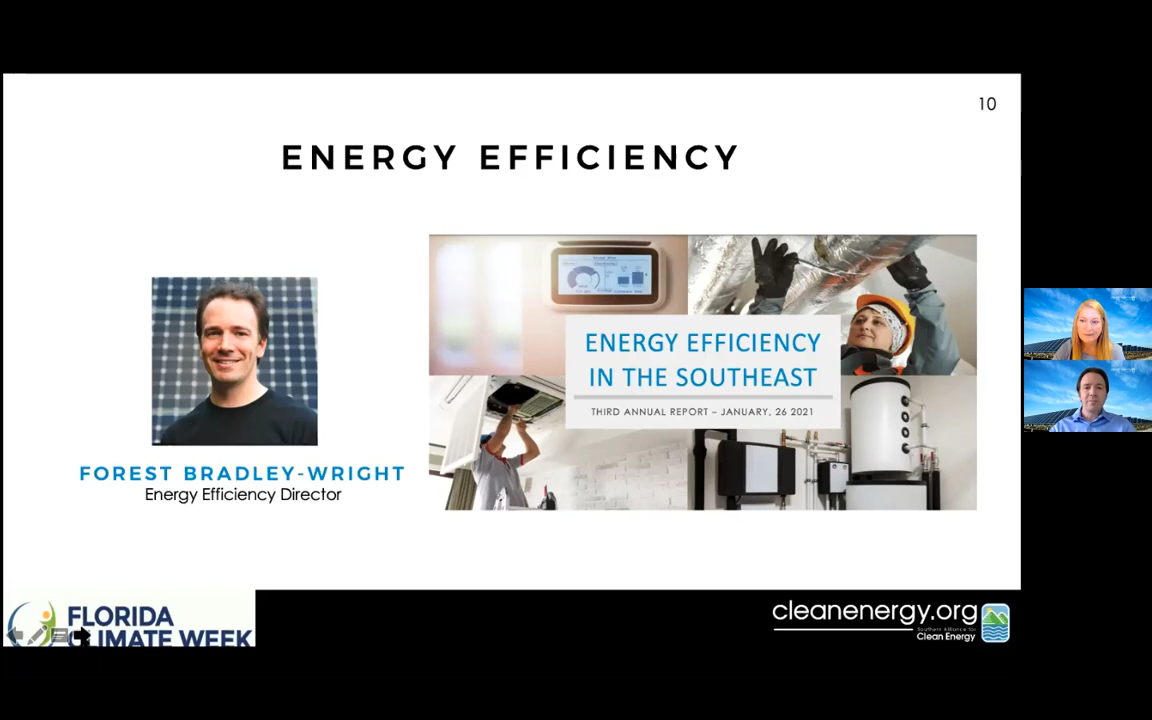 10
ENERGY EFFICIENCY
ENERGY EFFICIENCY
IN THE SOUTHEAST
THIRD ANNUAL REPORT – JANUARY, 26 2021
FOREST BRADLEY-WRIGHT
Energy Efficiency Director
FLORIDA
CLIMATE WEEK
cleanenergy.org
Southern Alliance for
Clean Energy